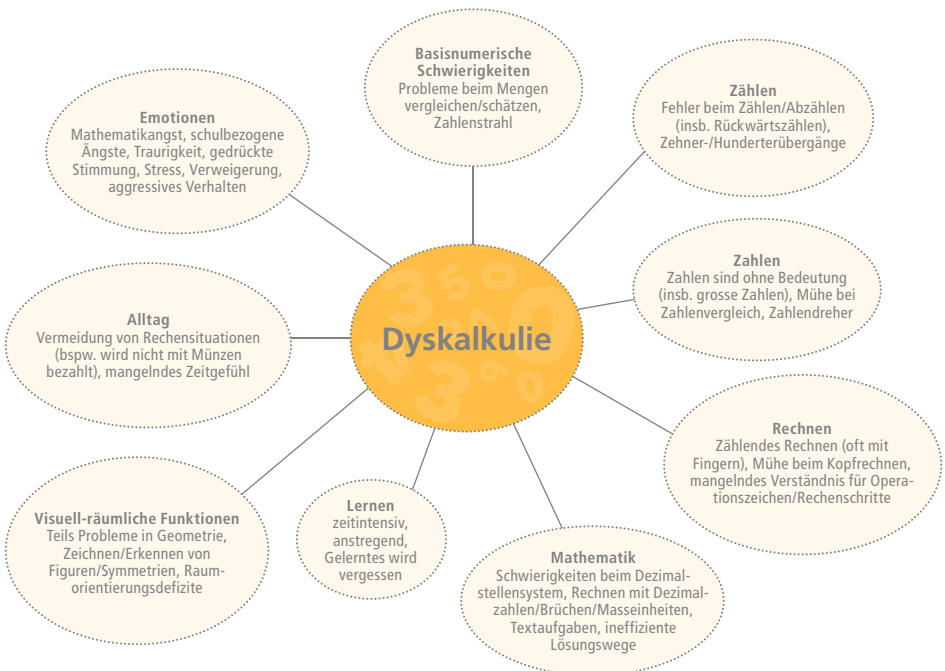 Basisnumerische
Schwierigkeiten
Probleme beim Mengen
vergleichen/schätzen,
Zahlenstrahl
Zählen
Fehler beim Zählen/Abzählen
(insb. Rückwärtszählen),
Zehner-/Hunderterübergänge
Emotionen
Mathematikangst, schulbezogene
Ängste, Traurigkeit, gedrückte
Stimmung, Stress, Verweigerung,
aggressives Verhalten
Zahlen
Zahlen sind ohne Bedeutung
(insb. grosse Zahlen), Mühe bei
Zahlenvergleich, Zahlendreher
Alltag
Vermeidung von Rechensituationen
(bspw. wird nicht mit Münzen
bezahlt), mangelndes Zeitgefühl
Dyskalkulie
Rechnen
Zählendes Rechnen (oft mit
Fingern), Mühe beim Kopfrechnen,
mangelndes Verständnis für Opera-
tionszeichen/Rechenschritte
Visuell-räumliche Funktionen
Teils Probleme in Geometrie,
Zeichnen/Erkennen von
Figuren/Symmetrien, Raum-
orientierungsdefizite
Lernen
zeitintensiv,
anstregend,
Gelerntes wird
vergessen
Mathematik
Schwierigkeiten beim Dezimal-
stellensystem, Rechnen mit Dezimal-
zahlen/Brüchen/Masseinheiten,
Textaufgaben, ineffiziente
Lösungswege